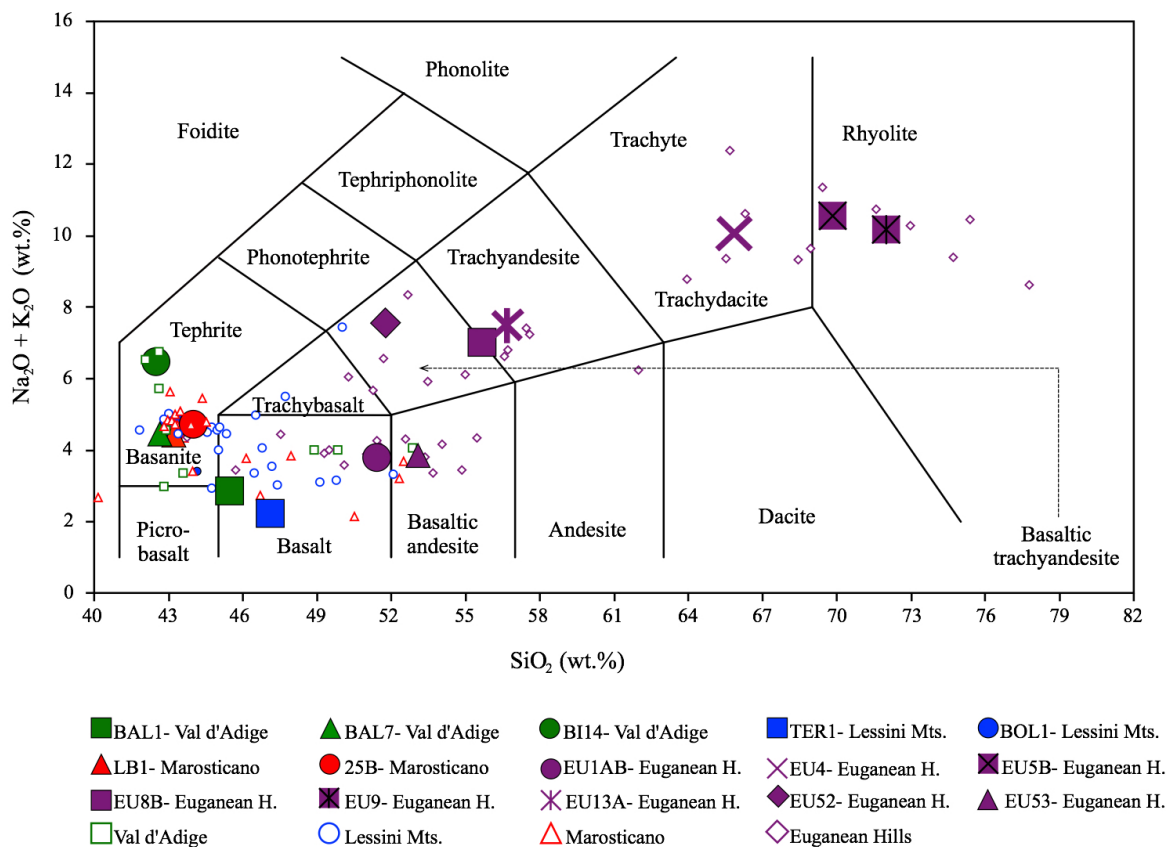 16
14
12
10
8
6
4
2
0
Na2O + K2O (wt.%)
Phonolite
Foidite
Trachyte
Rhyolite
Tephriphonolite
Phonotephrite
Trachyandesite
Trachydacite
Tephrite
Trachybasalt
Basanite
Picro-
basalt
Basalt
Basaltic
andesite
Andesite
Dacite
Basaltic
trachyandesite
40 43 46 49 52 55 58 61 64 67 70 73 76 79 82
SiO2 (wt.%)
BAL1- Val d'Adige BAL7- Val d'Adige BI14- Val d'Adige TER1- Lessini Mts. BOL1- Lessini Mts.
LB1- Marosticano 25B- Marosticano EU1AB- Euganean H. EU4- Euganean H. EU5B- Euganean H.
EU8B- Euganean H. EU9- Euganean H. EU13A- Euganean H. EU52- Euganean H. EU53- Euganean H.
Val d'Adige Lessini Mts. Marosticano Euganean Hills